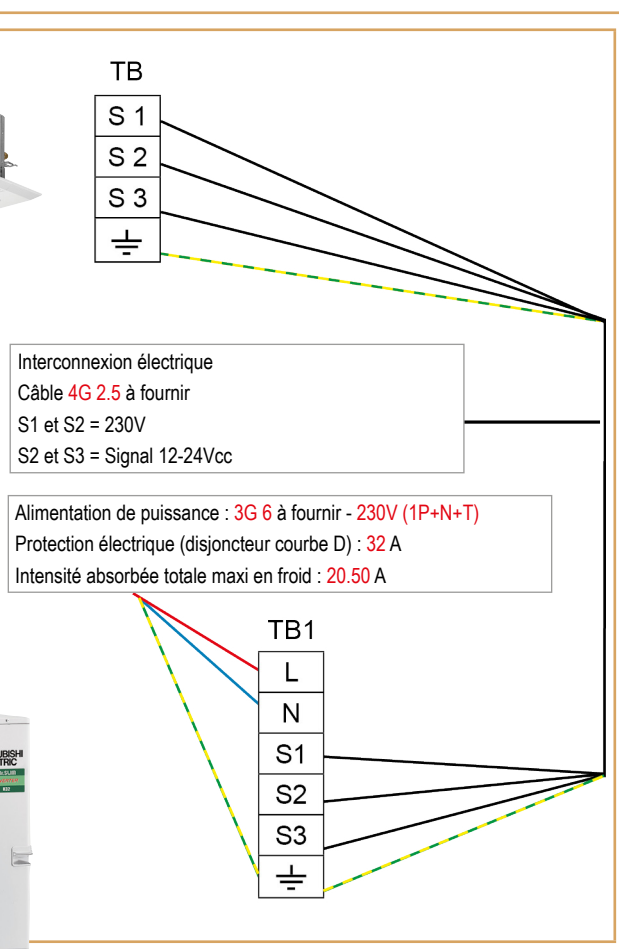 TB
S 1
S 2
S 3
Interconnexion électrique
Câble 4G 2.5 à fournir
S1 et S2 = 230V
S2 et S3 = Signal 12-24Vcc
Alimentation de puissance : 3G 6 à fournir - 230V (1P+N+T)
Protection électrique (disjoncteur courbe D) : 32 A
Intensité absorbée totale maxi en froid : 20.50 A
TB1
L
N
S1
S2
S3
UBISHI
TRIC